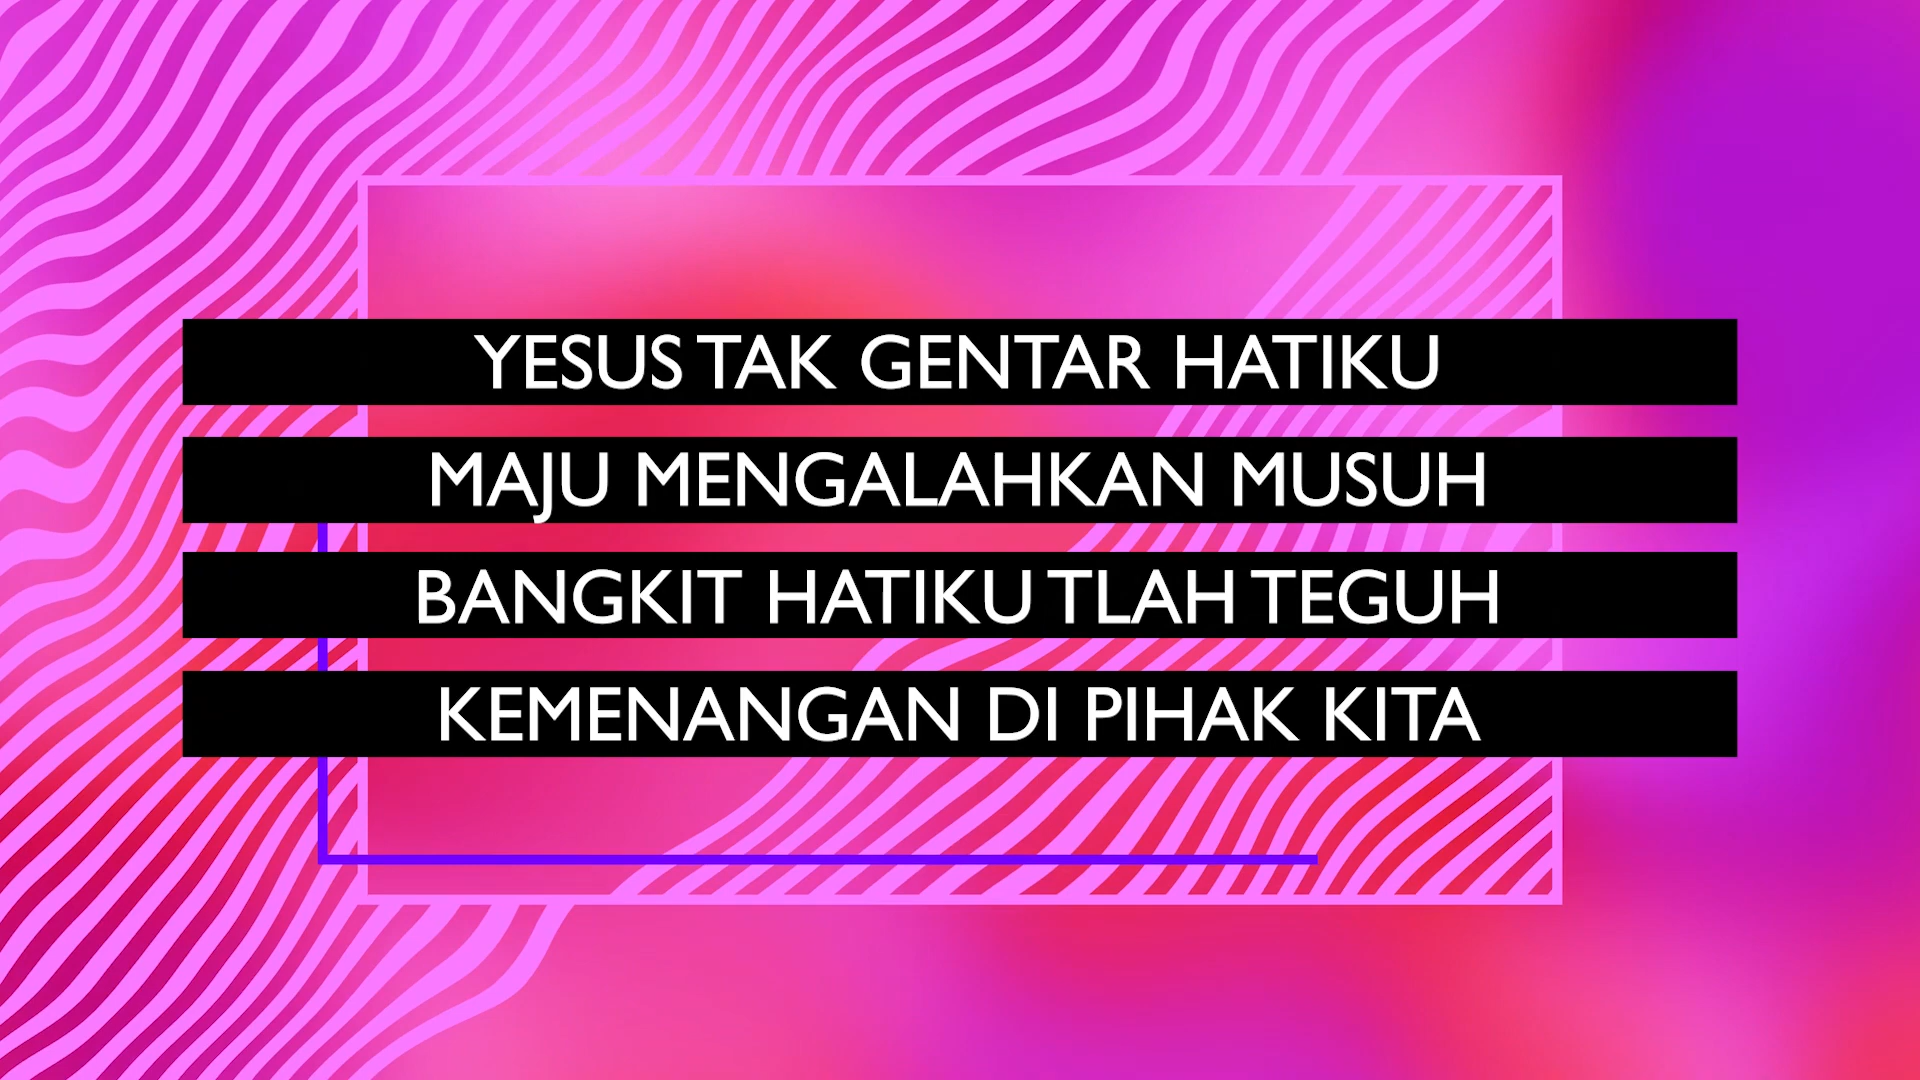 YESUS TAK GENTAR HATIKU
MAJU MENGALAHKAN MUSUH
BANGKIT HATIKU TLAH TEGUH
KEMENANGAN DI PIHAK KITA